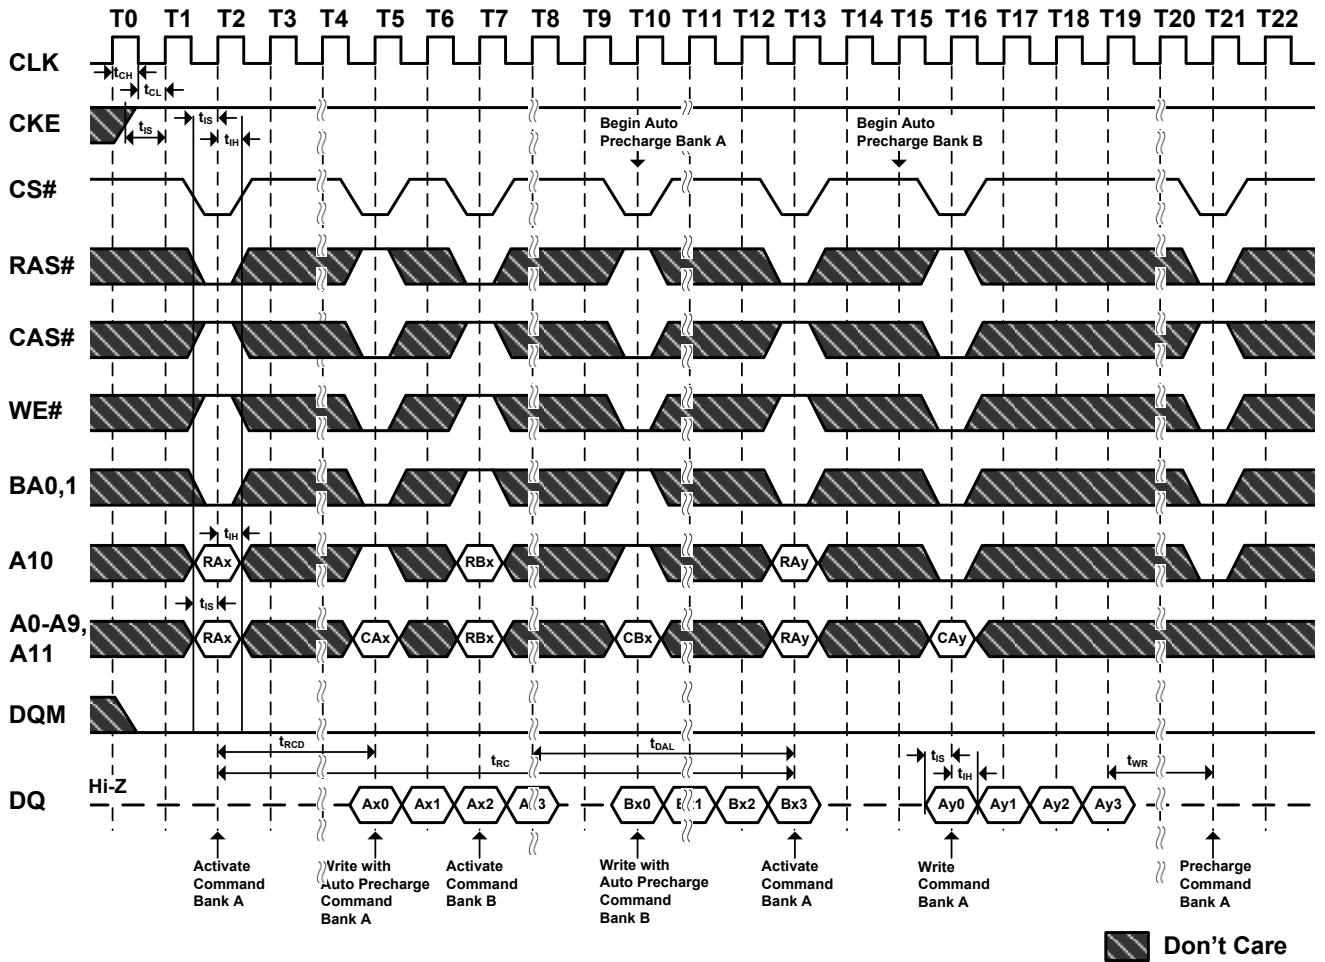 T0 T1 T2 T3 T4 T5 T6 T7 T8 T9 T10 T11 T12 T13 T14 T15 T16 T17 T18 T19 T20 T21 T22
CLK
tCH
tCL
CKE
tIS
tIS
tIH
Begin Auto
Precharge Bank A
Begin Auto
Precharge Bank B
CS#
RAS#
CAS#
WE#
BA0,1
tIH
A10
RAx RBx RAy
tIS
A0-A9,
A11
RAx CAx RBx CBx RAy CAy
DQM
tRCD
tDAL
tRC
tIS
tIH
tWR
Hi-Z
DQ
Ax0 Ax1 Ax2 Bx0 Bx2 Bx3 Ay0 Ay1 Ay2 Ay3
Activate
Command
Bank A
Write with
Auto Precharge
Command
Bank A
Activate
Command
Bank B
Write with
Auto Precharge
Command
Bank B
Activate
Command
Bank A
Write
Command
Bank A
Precharge
Command
Bank A
Don't Care